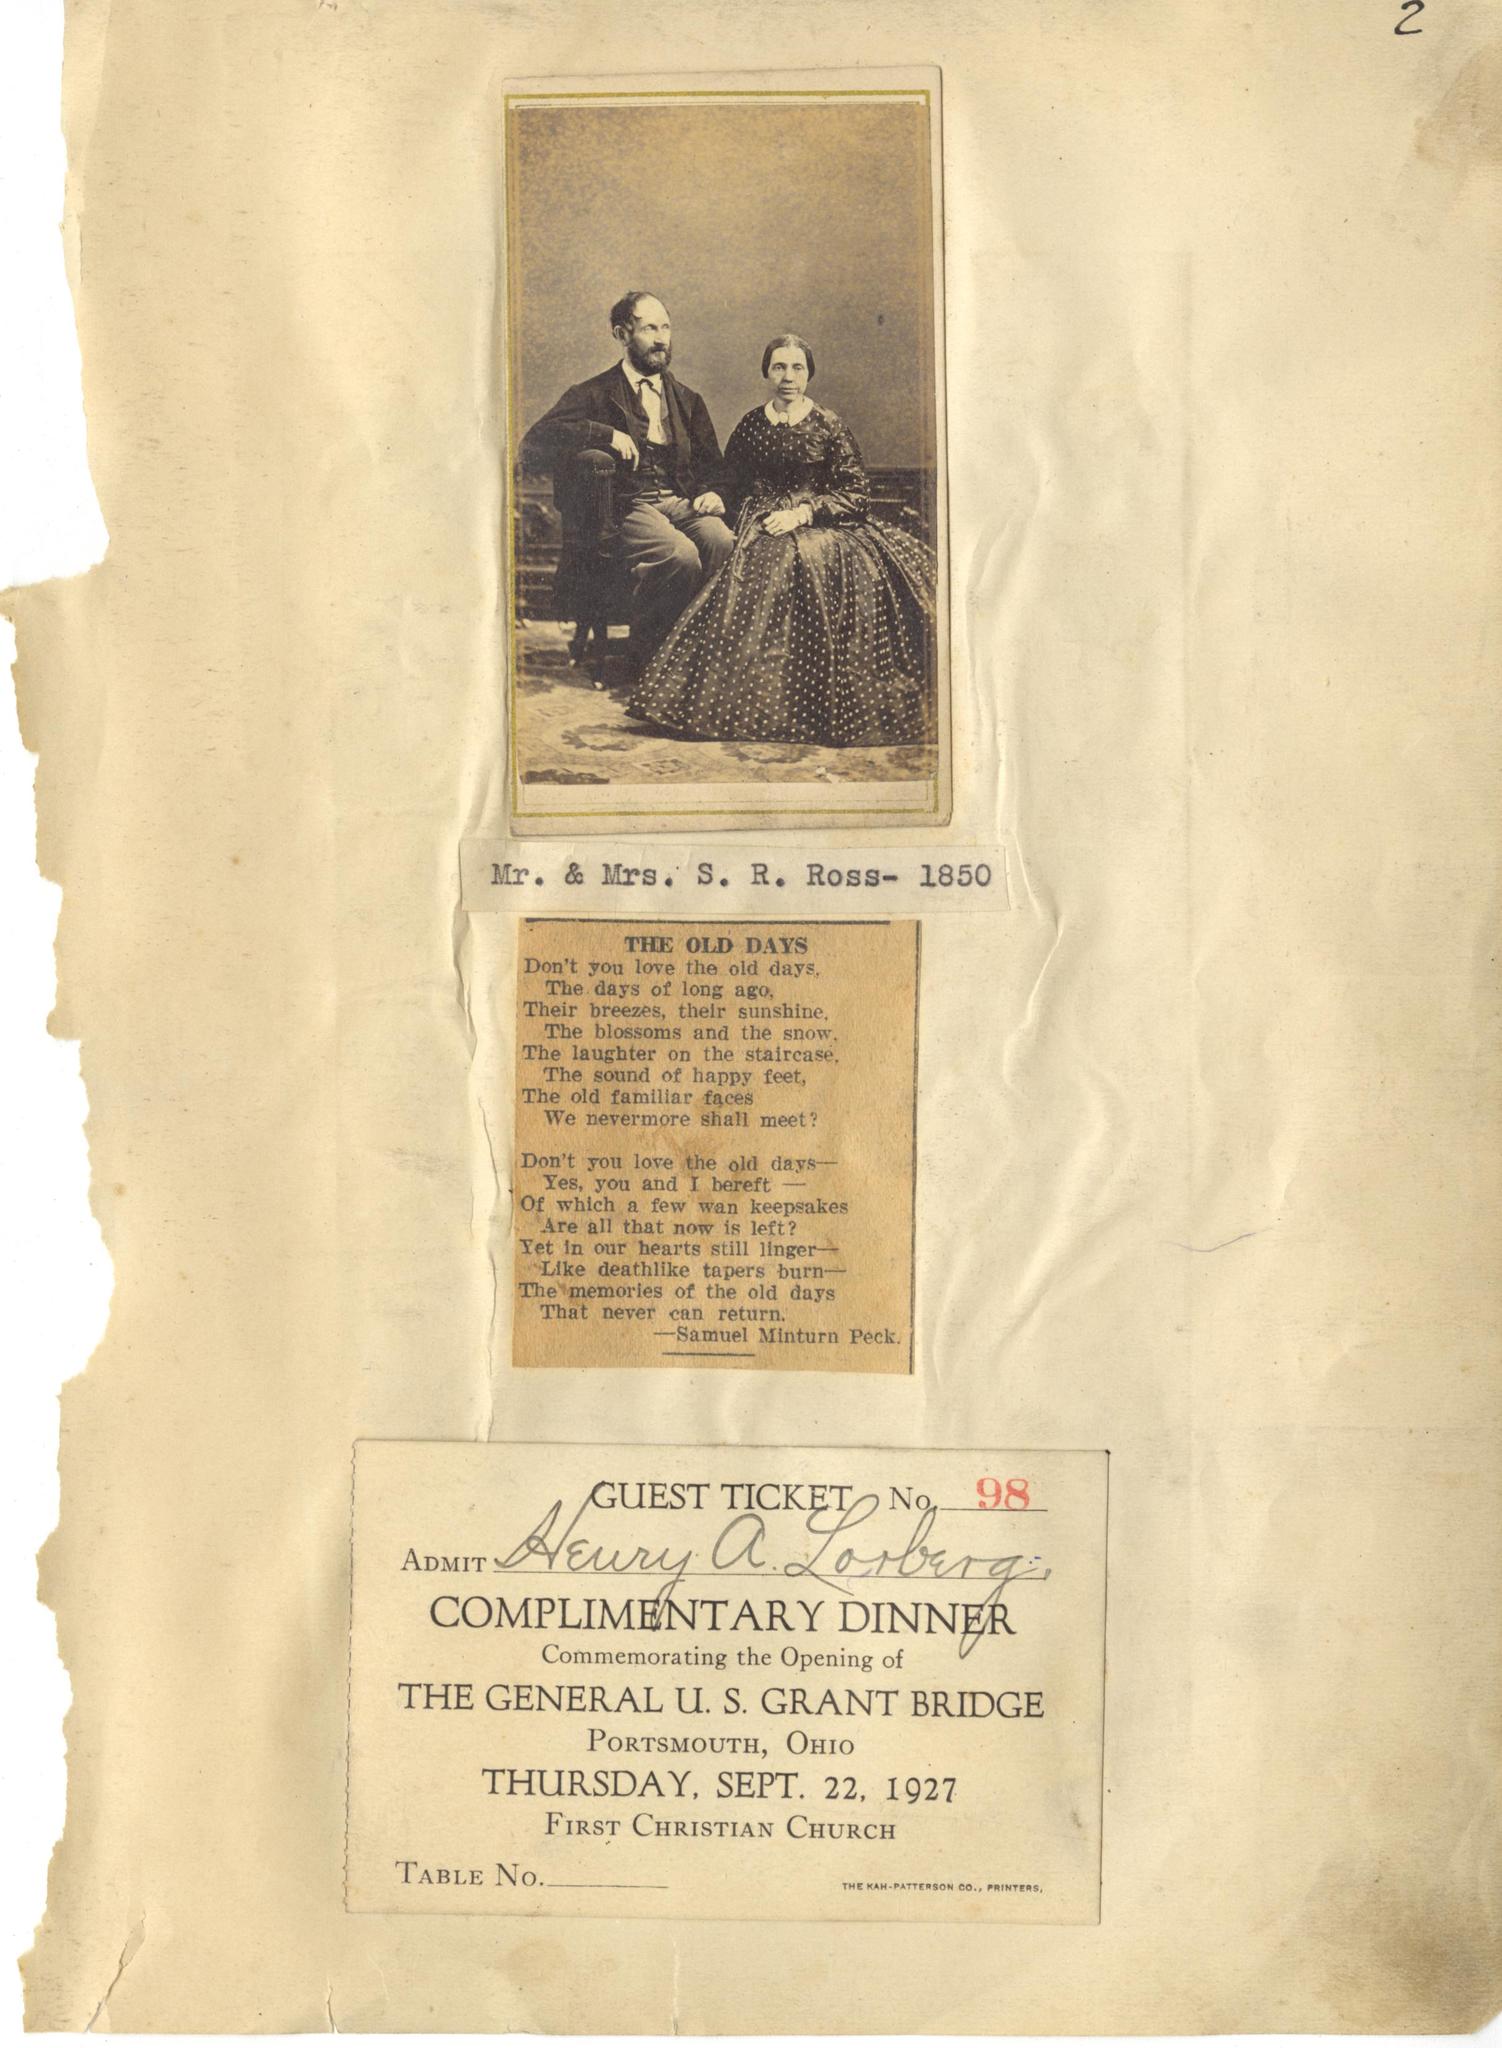 2
Mr. & Mrs. S. R. Ross- 1850
THE OLD DAYS
Don't you love the old days,
The days of long ago,
Their breezes, their sunshine,
The blossoms and the snow,
The laughter on the staircase,
The sound of happy feet,
The old familiar faces
We nevermore shall meet?
Don't you love the old days—
Yes, you and I bereft —
Of which a few wan keepsakes
Are all that now is left?
Yet in our hearts still linger—
Like deathlike tapers burn—
The memories of the old days
That never can return.
—Samuel Minturn Peck.
GUEST TICKET No. 98
ADMIT Henry A. Lorberg.
COMPLIMENTARY DINNER
Commemorating the Opening of
THE GENERAL U. S. GRANT BRIDGE
PORTSMOUTH, OHIO
THURSDAY, SEPT. 22, 1927
FIRST CHRISTIAN CHURCH
TABLE NO.
THE KAH-PATTERSON CO., PRINTERS,